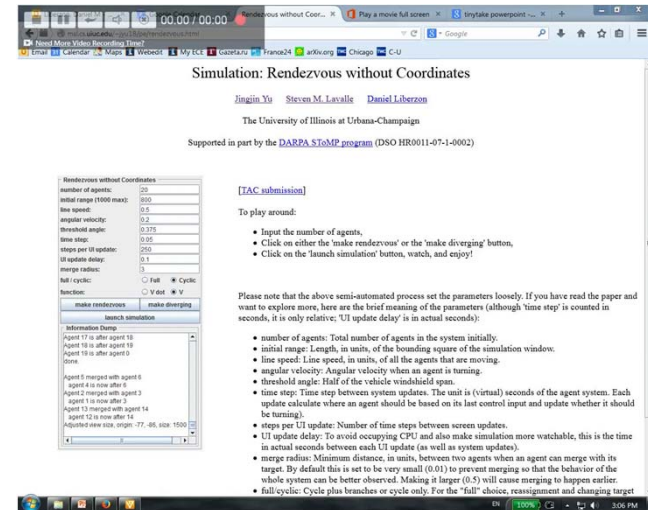 00.00 / 00:00
Rendezvous without Coor... ×
Play a movie full screen ×
tinytake powerpoint -... ×
Need More Video Recording Time?
Google
Email
Calendar
Maps
Webedit
My ECE
Gazeta.ru
France24
arXiv.org
Chicago
C-U
Simulation: Rendezvous without Coordinates
Jingjin Yu Steven M. Lavalle Daniel Liberzon
The University of Illinois at Urbana-Champaign
Supported in part by the DARPA SToMP program (DSO HR0011-07-1-0002)
Rendezvous without Coordinates
number of agents: 20
initial range (1000 max): 800
line speed: 0.5
angular velocity: 0.2
threshold angle: 0.375
time step: 0.05
steps per UI update: 250
UI update delay: 0.1
merge radius: 3
full / cyclic: Full Cyclic
function: V dot V
make rendezvous make diverging
launch simulation
Information Dump
Agent 17 is after agent 18
Agent 18 is after agent 19
Agent 19 is after agent 0
done.
Agent 5 merged with agent 6
agent 4 is now after 6
Agent 2 merged with agent 3
agent 1 is now after 3
Agent 13 merged with agent 14
agent 12 is now after 14
Adjusted view size, origin: -77, -86, size: 1500
[TAC submission]
To play around:
• Input the number of agents,
• Click on either the 'make rendezvous' or the 'make diverging' button,
• Click on the 'launch simulation' button, watch, and enjoy!
Please note that the above semi-automated process set the parameters loosely. If you have read the paper and
want to explore more, here are the brief meaning of the parameters (although 'time step' is counted in
seconds, it is only relative; 'UI update delay' is in actual seconds):
• number of agents: Total number of agents in the system initially.
• initial range: Length, in units, of the bounding square of the simulation window.
• line speed: Line speed, in units, of all the agents that are moving.
• angular velocity: Angular velocity when an agent is turning.
• threshold angle: Half of the vehicle windshield span.
• time step: Time step between system updates. The unit is (virtual) seconds of the agent system. Each
update calculate where an agent should be based on its last control input and update whether it should
be turning).
• steps per UI update: Number of time steps between screen updates.
• UI update delay: To avoid occupying CPU and also make simulation more watchable, this is the time
in actual seconds between each UI update (as well as system updates).
• merge radius: Minimum distance, in units, between two agents when an agent can merge with its
target. By default this is set to be very small (0.01) to prevent merging so that the behavior of the
whole system can be better observed. Making it larger (0.5) will cause merging to happen earlier.
• full/cyclic: Cycle plus branches or cycle only. For the "full" choice, reassignment and changing target
EN 100% 3:06 PM